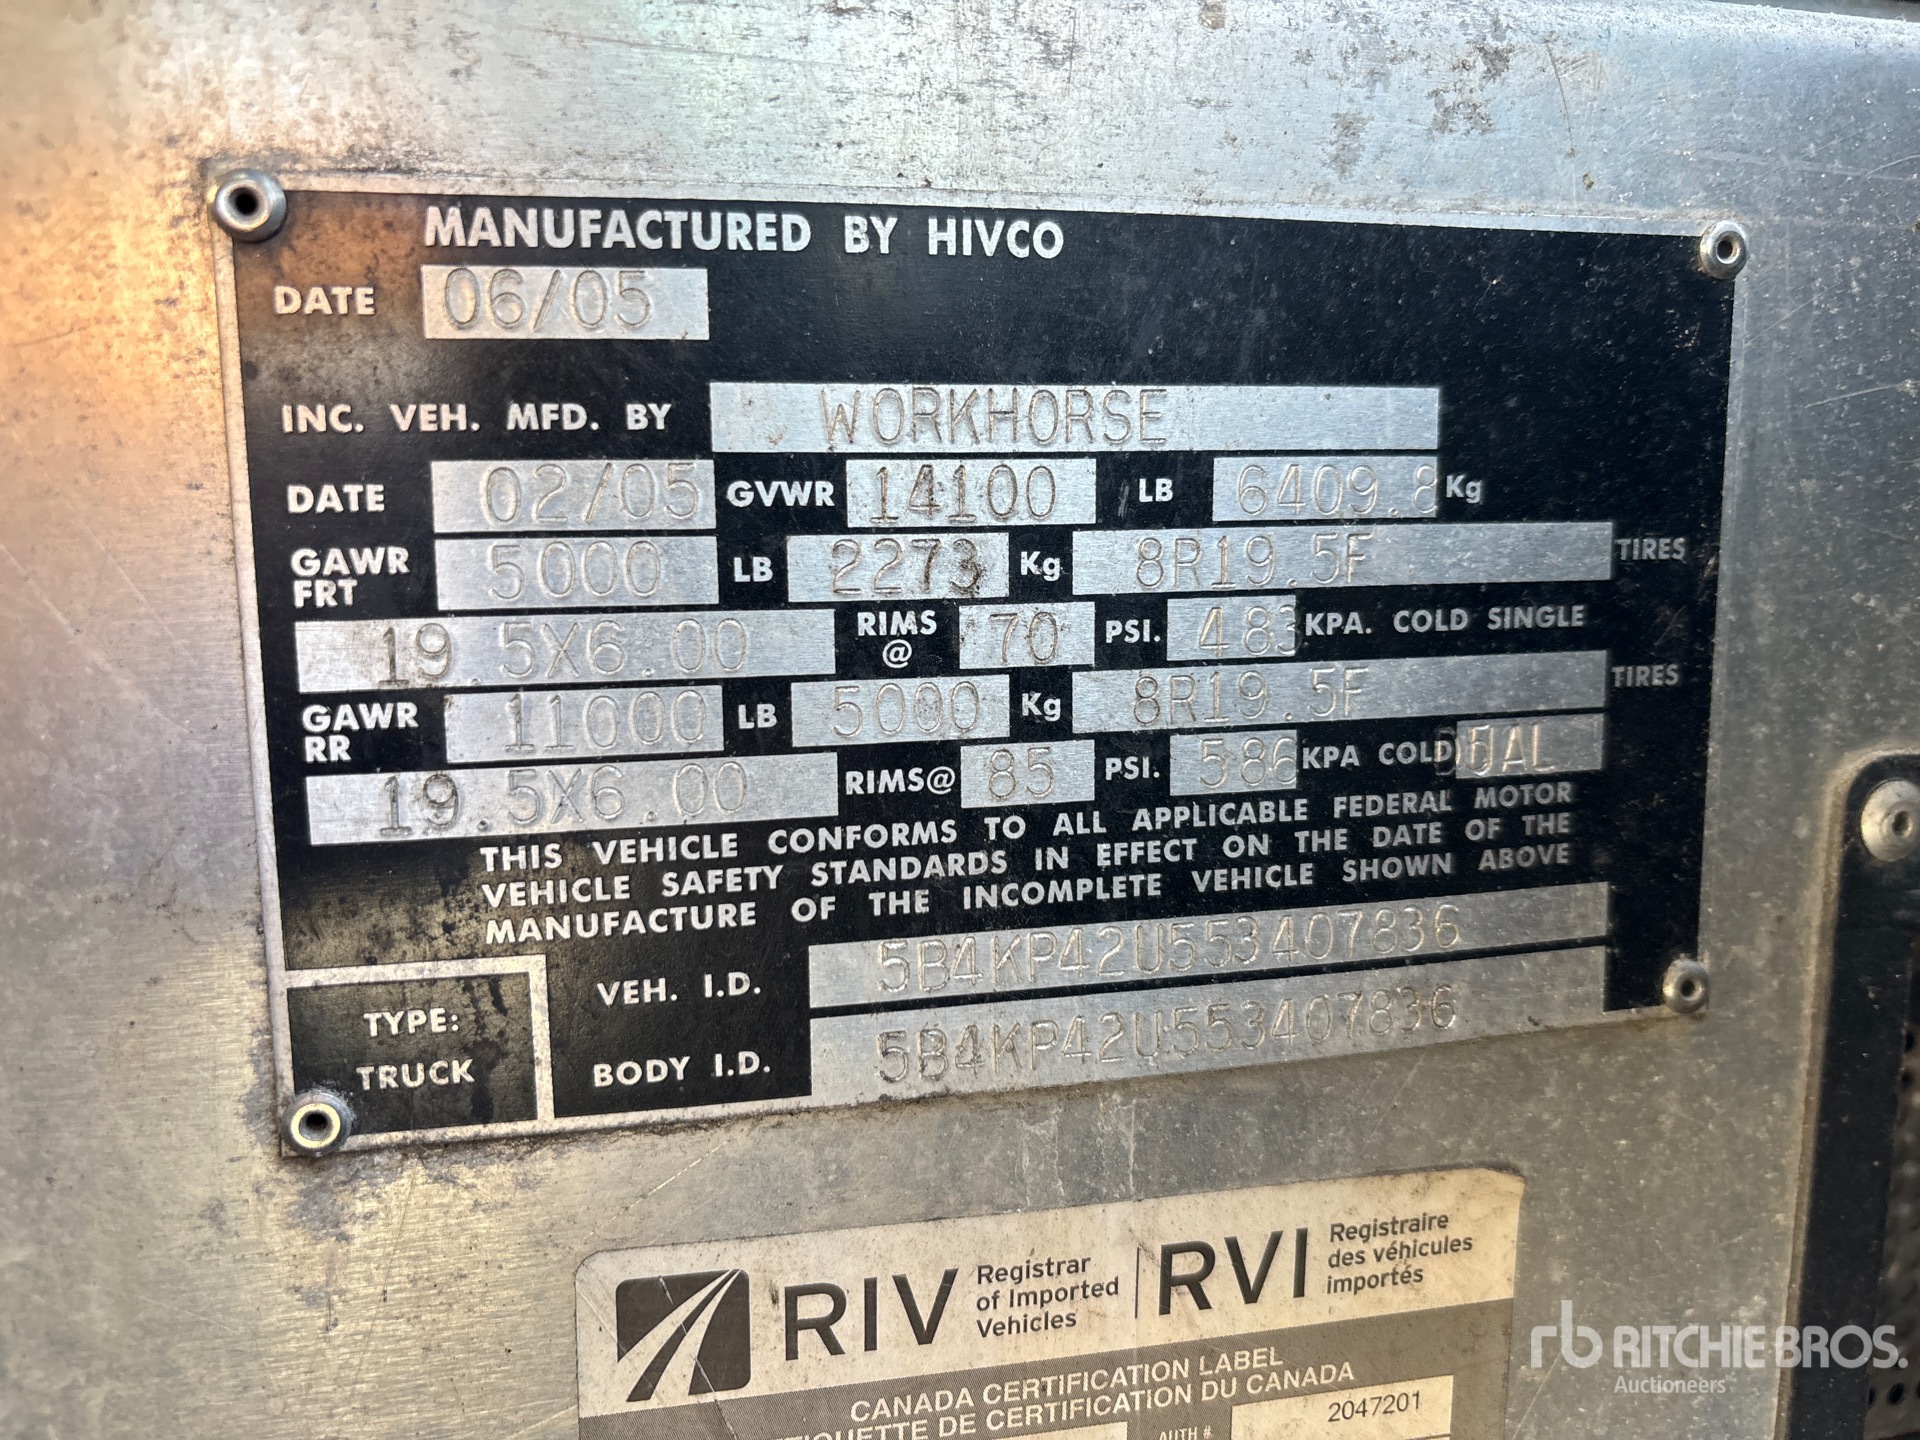 MANUFACTURED BY HIVCO
DATE 06/05
INC. VEH. MFD. BY WORKHORSE
DATE 02/05 GVWR 14100 LB 6409.8 Kg
GAWR FRT 5000 LB 2273 Kg 8R19.5F TIRES
19.5X6.00 RIMS @ 70 PSI. 483 KPA. COLD SINGLE
GAWR RR 11000 LB 5000 Kg 8R19.5F TIRES
19.5X6.00 RIMS@ 85 PSI. 586 KPA COLD DUAL
THIS VEHICLE CONFORMS TO ALL APPLICABLE FEDERAL MOTOR
VEHICLE SAFETY STANDARDS IN EFFECT ON THE DATE OF THE
MANUFACTURE OF THE INCOMPLETE VEHICLE SHOWN ABOVE
VEH. I.D. 5B4KP42U553407836
TYPE:
TRUCK
BODY I.D. 5B4KP42U553407836
RIV Registrar of Imported Vehicles
RVI Registraire des véhicules importés
CANADA CERTIFICATION LABEL
ÉTIQUETTE DE CERTIFICATION DU CANADA
AUTH # 2047201
rb RITCHIE BROS.
Auctioneers